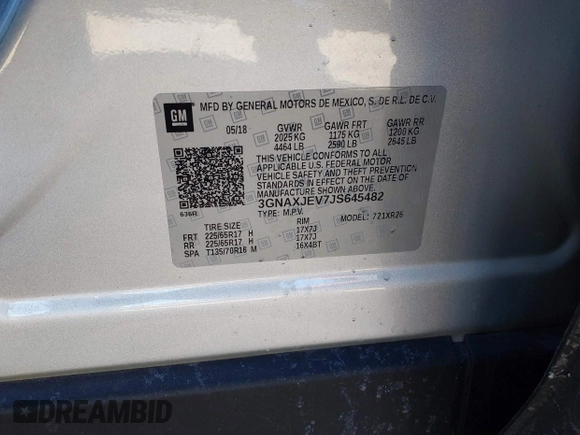 GM
MFD BY GENERAL MOTORS DE MEXICO, S. DE R.L. DE C.V.
05/18 GVWR GAWR FRT GAWR RR
2025 KG 1175 KG 1200 KG
4464 LB 2590 LB 2645 LB
THIS VEHICLE CONFORMS TO ALL
APPLICABLE U.S. FEDERAL MOTOR
VEHICLE SAFETY AND THEFT PREVENTION
STANDARDS IN EFFECT ON THE DATE OF
MANUFACTURE SHOWN ABOVE.
3GNAXJEV7JS645482
TYPE: M.P.V. MODEL: 721XR26
TIRE SIZE RIM
FRT 225/65R17 H 17X7J
RR 225/65R17 H 17X7J
SPA T135/70R16 M 16X4BT
DREAMBID